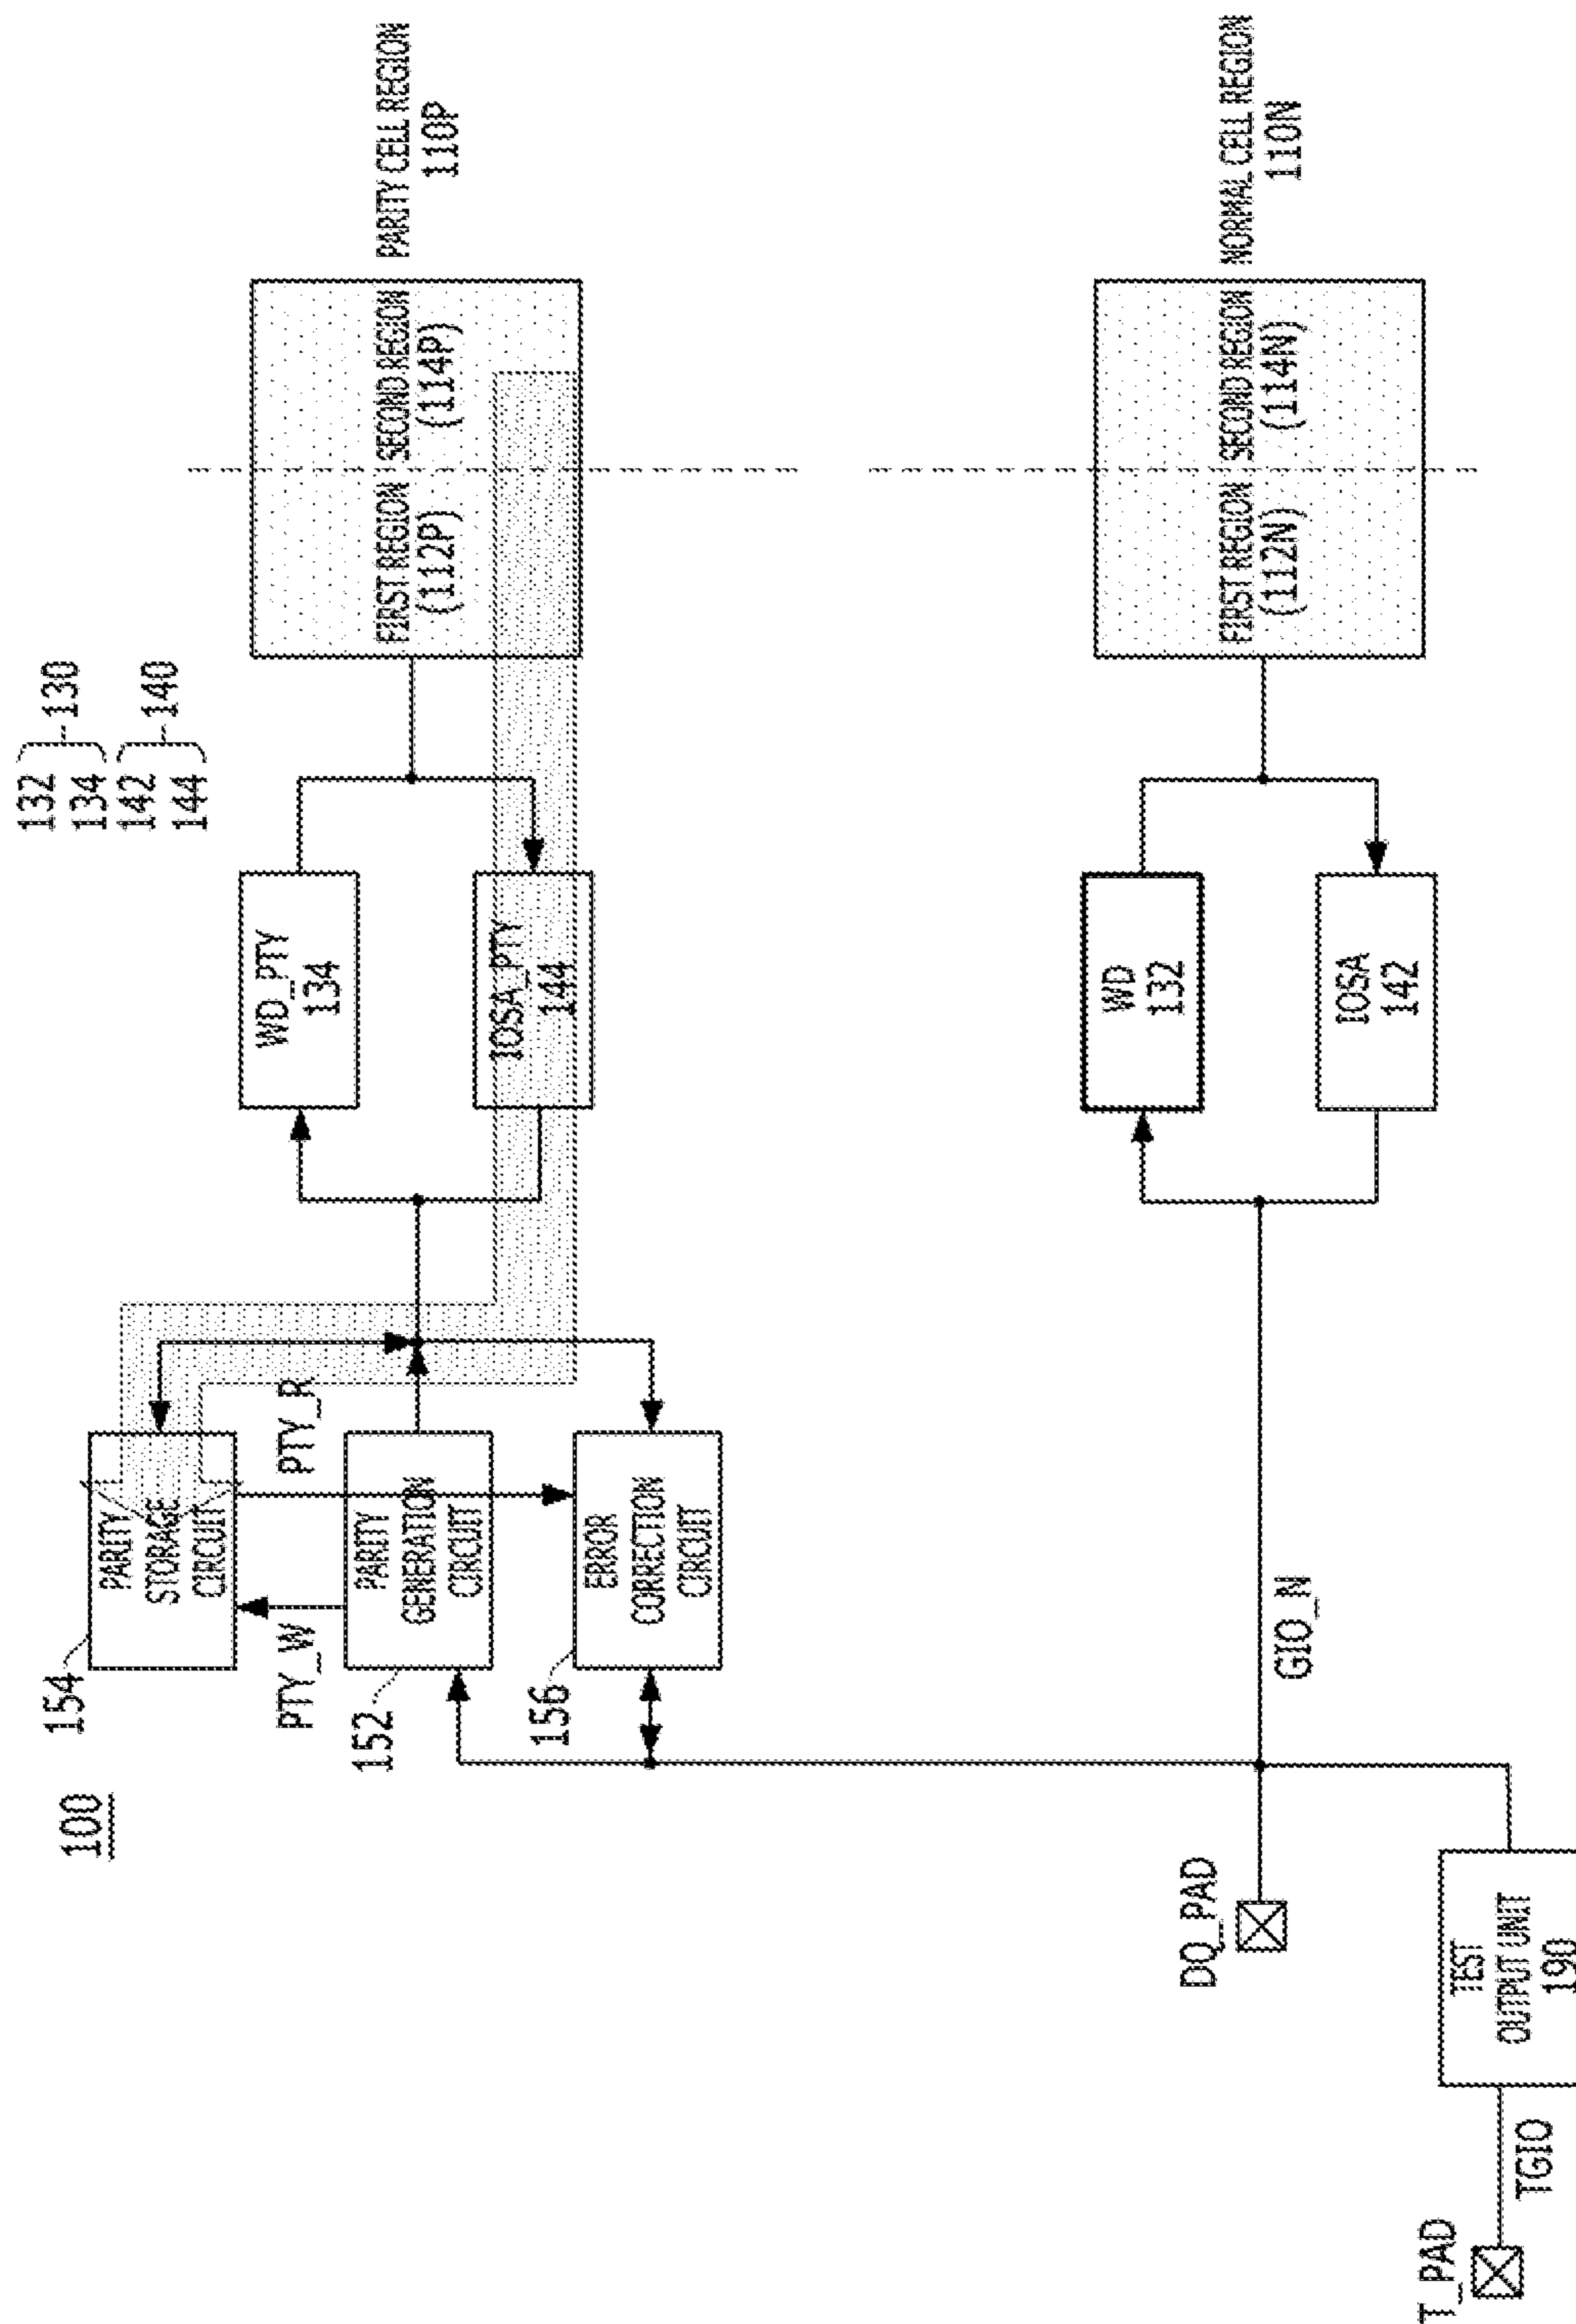 100
154
PARITY
STORAGE
CIRCUIT
PTY_W
PTY_R
152
PARITY
GENERATION
CIRCUIT
156
ERROR
CORRECTION
CIRCUIT
132
134
130
142
144
140
WD_PTY
134
IOSA_PTY
144
FIRST REGION
(112P)
SECOND REGION
(114P)
PARITY CELL REGION
110P
DQ_PAD
GIO_N
WD
132
IOSA
142
FIRST REGION
(112N)
SECOND REGION
(114N)
NORMAL CELL REGION
110N
T_PAD
TGIO
TEST
OUTPUT UNIT
190